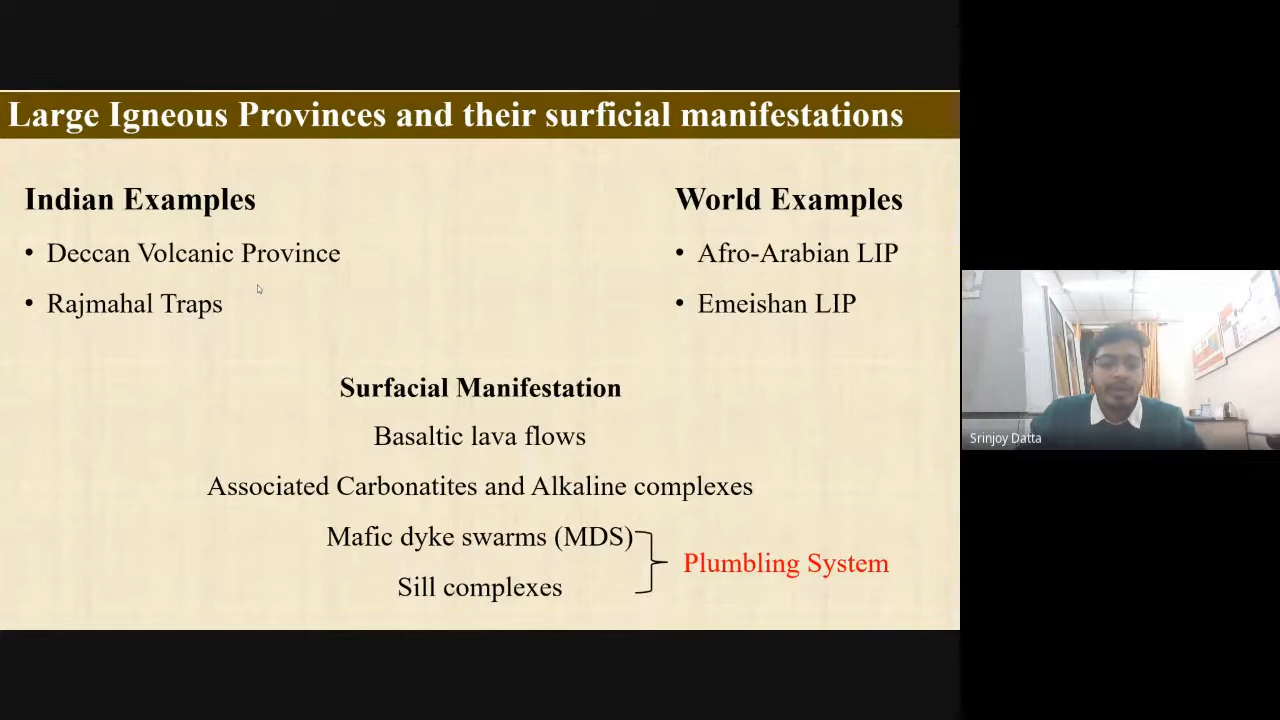 Large Igneous Provinces and their surficial manifestations
Indian Examples
• Deccan Volcanic Province
• Rajmahal Traps
World Examples
• Afro-Arabian LIP
• Emeishan LIP
Surfacial Manifestation
Basaltic lava flows
Associated Carbonatites and Alkaline complexes
Mafic dyke swarms (MDS)
Sill complexes
Plumbling System
Srinjoy Datta